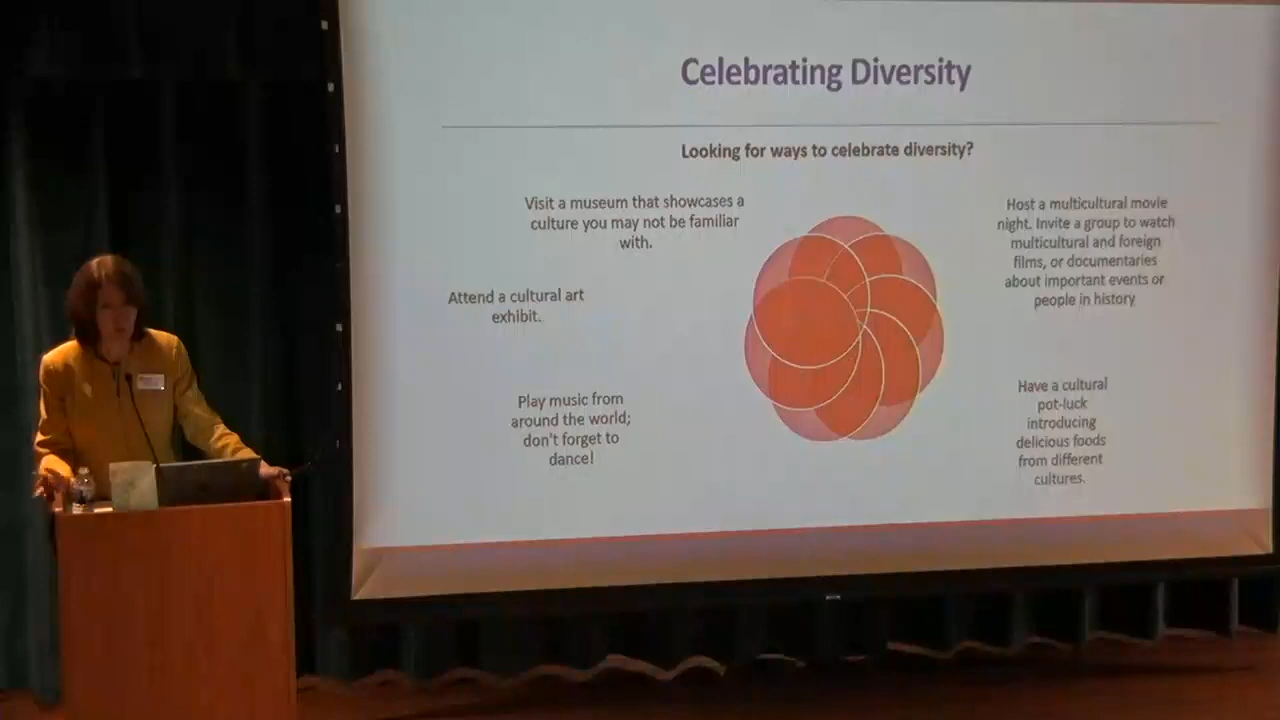 Celebrating Diversity
Looking for ways to celebrate diversity?
Visit a museum that showcases a
culture you may not be familiar
with.
Attend a cultural art
exhibit.
Play music from
around the world;
don't forget to
dance!
Host a multicultural movie
night. Invite a group to watch
multicultural and foreign
films, or documentaries
about important events or
people in history
Have a cultural
pot-luck
introducing
delicious foods
from different
cultures.